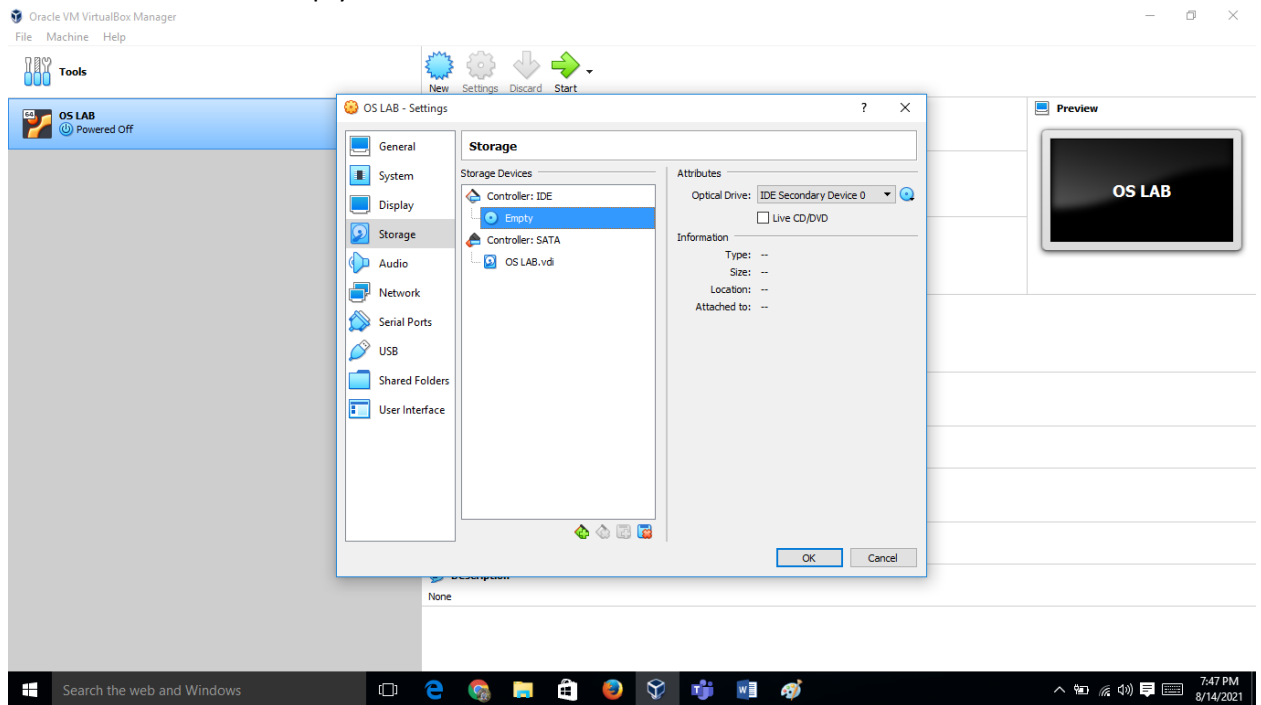 Oracle VM VirtualBox Manager
File Machine Help
Tools
New Settings Discard Start
OS LAB
Powered Off
64
OS LAB - Settings
?
General
System
Display
Storage
Audio
Network
Serial Ports
USB
Shared Folders
User Interface
Storage
Storage Devices
Controller: IDE
Empty
Controller: SATA
OS LAB.vdi
Attributes
Optical Drive: IDE Secondary Device 0
Live CD/DVD
Information
Type: --
Size: --
Location: --
Attached to: --
OK Cancel
Preview
OS LAB
Description
None
Search the web and Windows
7:47 PM
8/14/2021